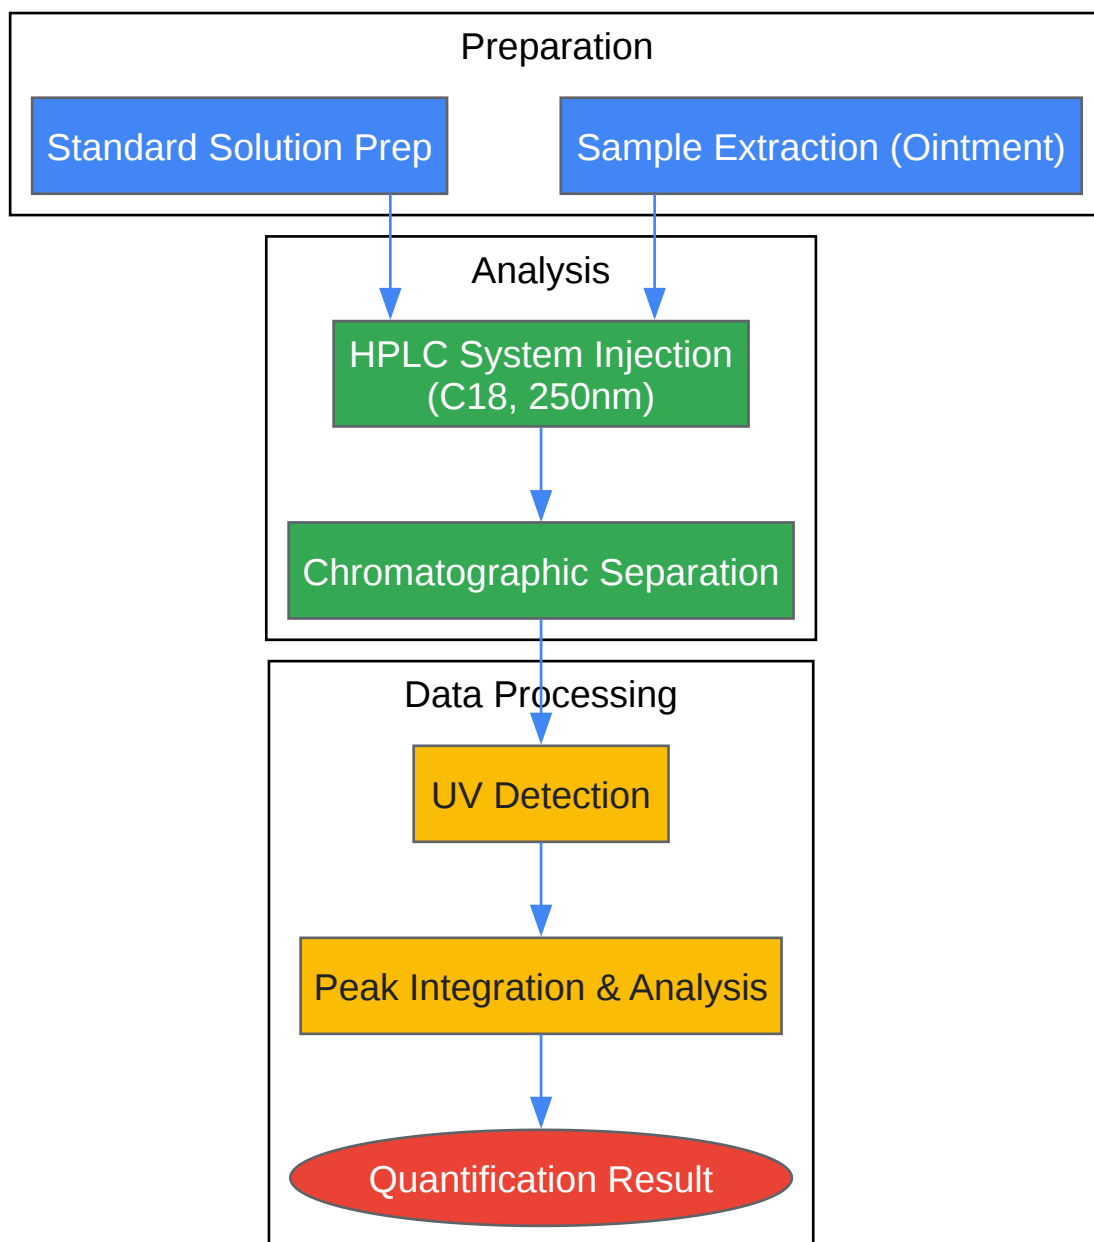 Preparation
Standard Solution Prep
Sample Extraction (Ointment)
Analysis
HPLC System Injection
(C18, 250nm)
Chromatographic Separation
Data Processing
UV Detection
Peak Integration & Analysis
Quantification Result